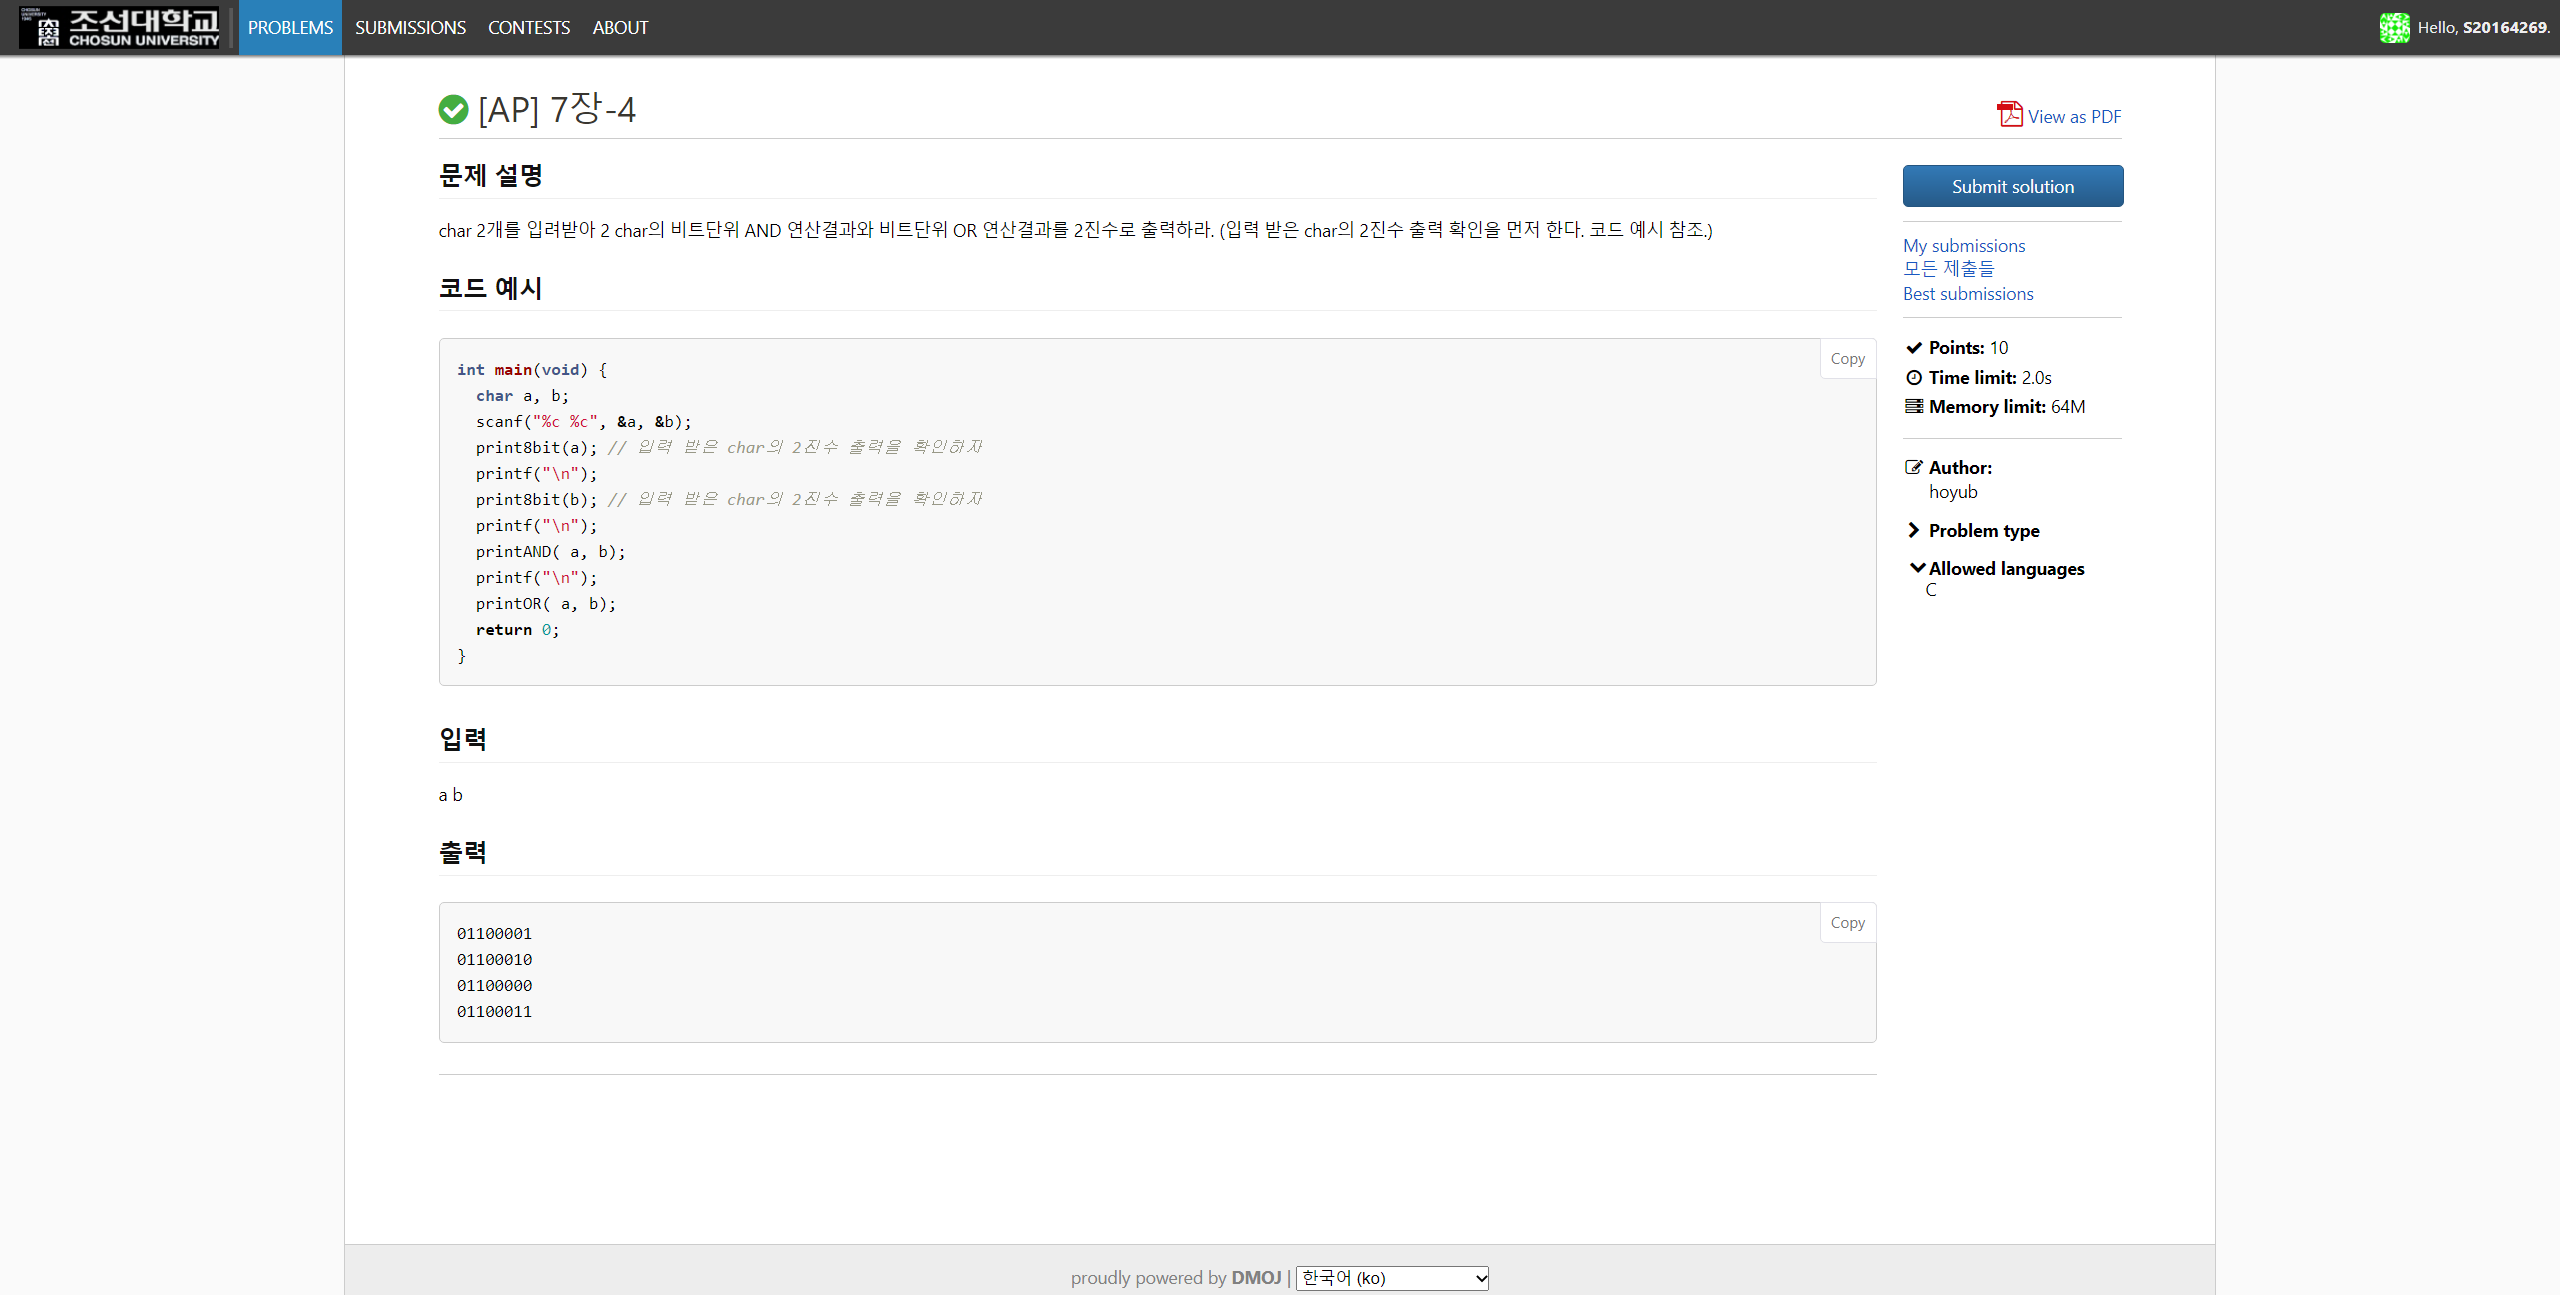 조선대학교
CHOSUN UNIVERSITY
PROBLEMS SUBMISSIONS CONTESTS ABOUT
Hello, S20164269.
[AP] 7장-4
View as PDF
문제 설명
char 2개를 입려받아 2 char의 비트단위 AND 연산결과와 비트단위 OR 연산결과를 2진수로 출력하라. (입력 받은 char의 2진수 출력 확인을 먼저 한다. 코드 예시 참조.)
코드 예시
Copy
int main(void) {
char a, b;
scanf("%c %c", &a, &b);
print8bit(a); // 입력 받은 char의 2진수 출력을 확인하자
printf("\n");
print8bit(b); // 입력 받은 char의 2진수 출력을 확인하자
printf("\n");
printAND( a, b);
printf("\n");
printOR( a, b);
return 0;
}
입력
a b
출력
Copy
01100001
01100010
01100000
01100011
Submit solution
My submissions
모든 제출들
Best submissions
Points: 10
Time limit: 2.0s
Memory limit: 64M
Author:
hoyub
Problem type
Allowed languages
C
proudly powered by DMOJ | 한국어 (ko)